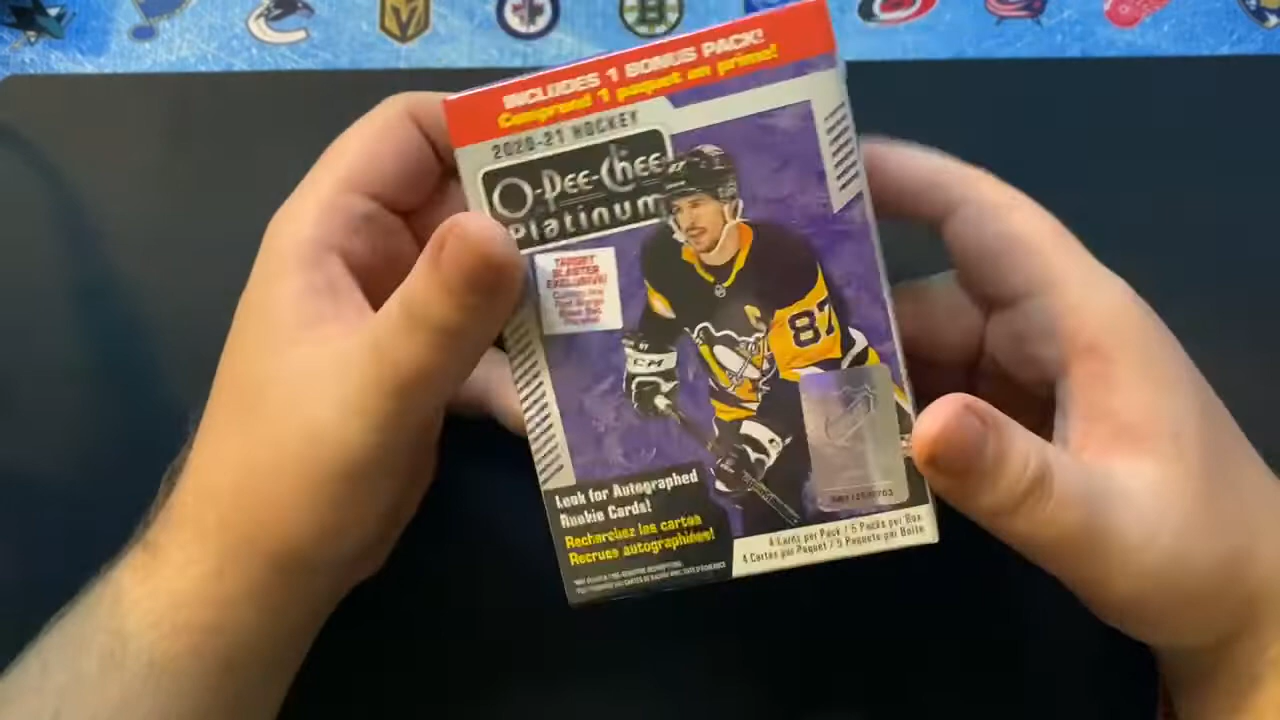 INCLUDES 1 BONUS PACK!
Comprend 1 paquet en prime!
2020-21 HOCKEY
O-Pee-Chee
Platinum
TARGET
BLASTER
EXCLUSIVE!
87
CCM
Look for Autographed
Rookie Cards!
Recherchez les cartes
Recrues autographiées!
4 Cards per Pack / 5 Packs per Box
4 Cartes par Paquet / 5 Paquets par Boîte